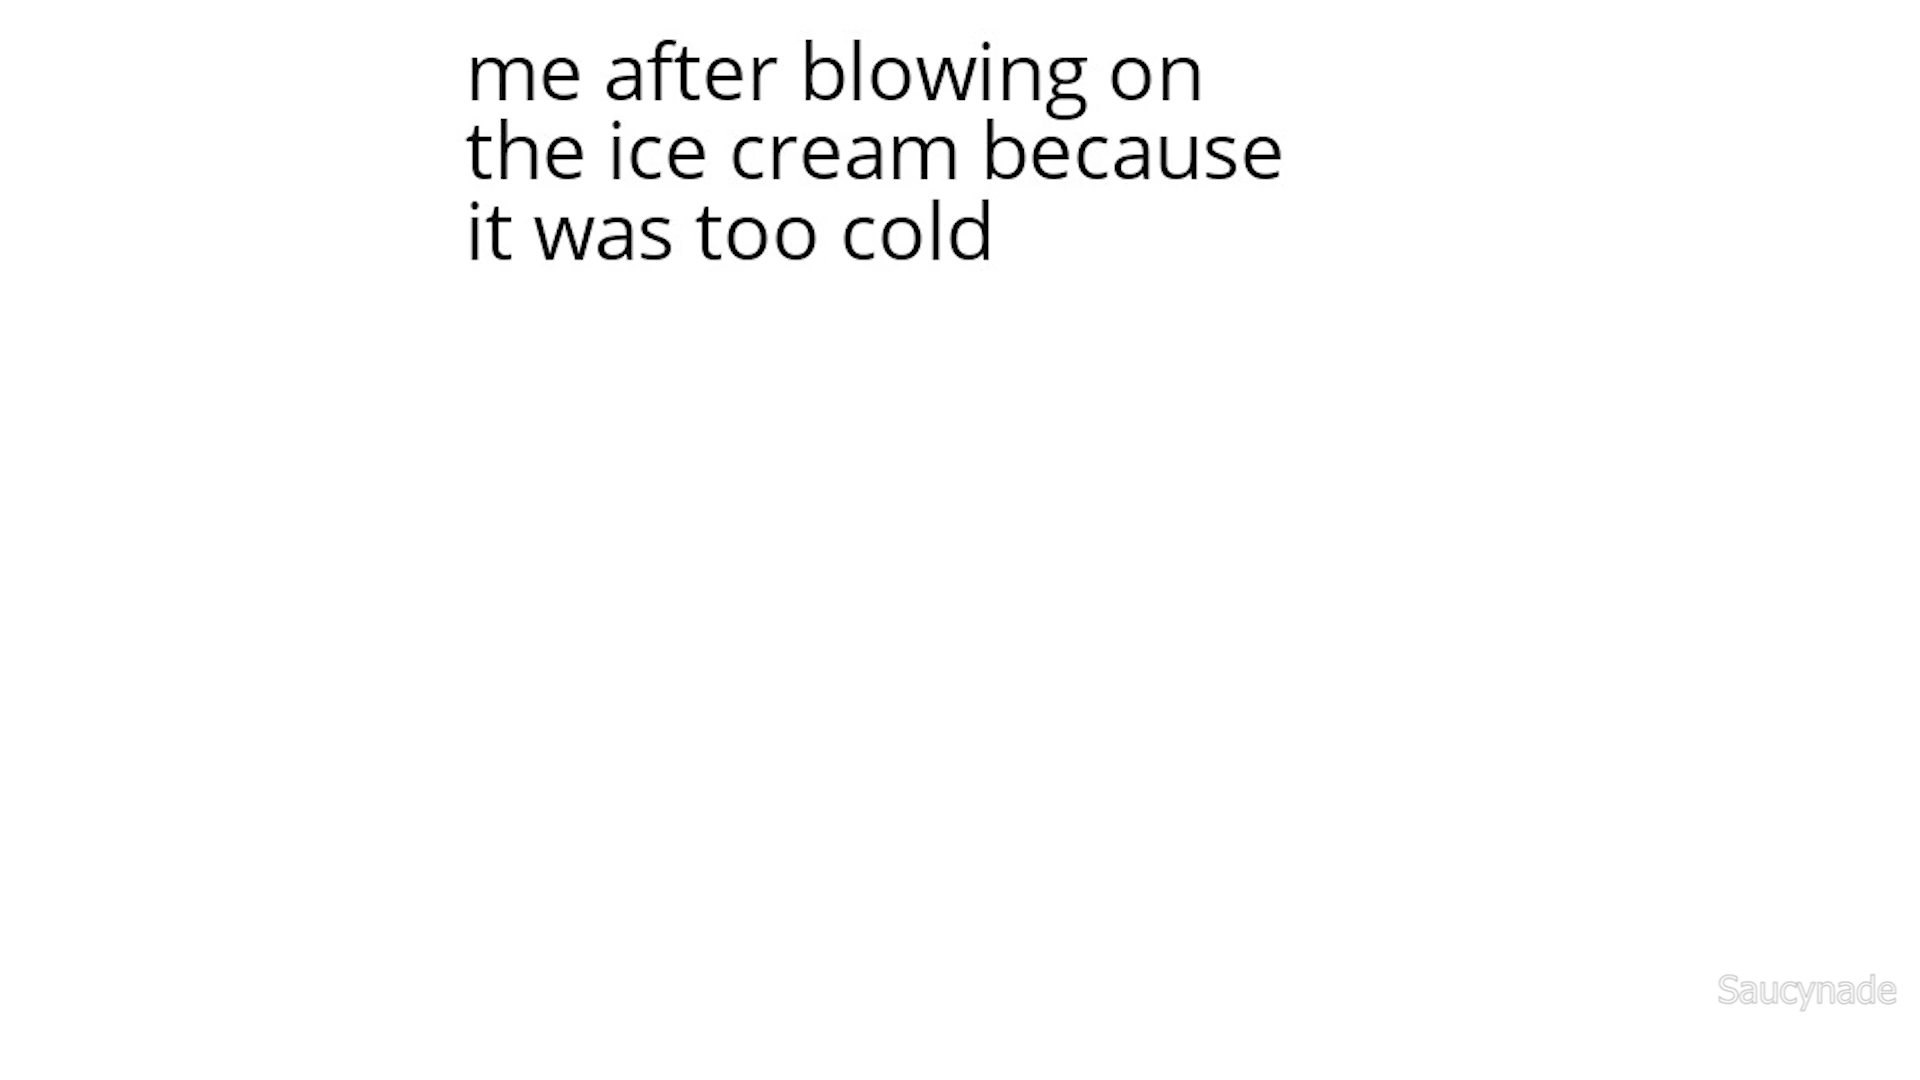 me after blowing on
the ice cream because
it was too cold
Saucynade